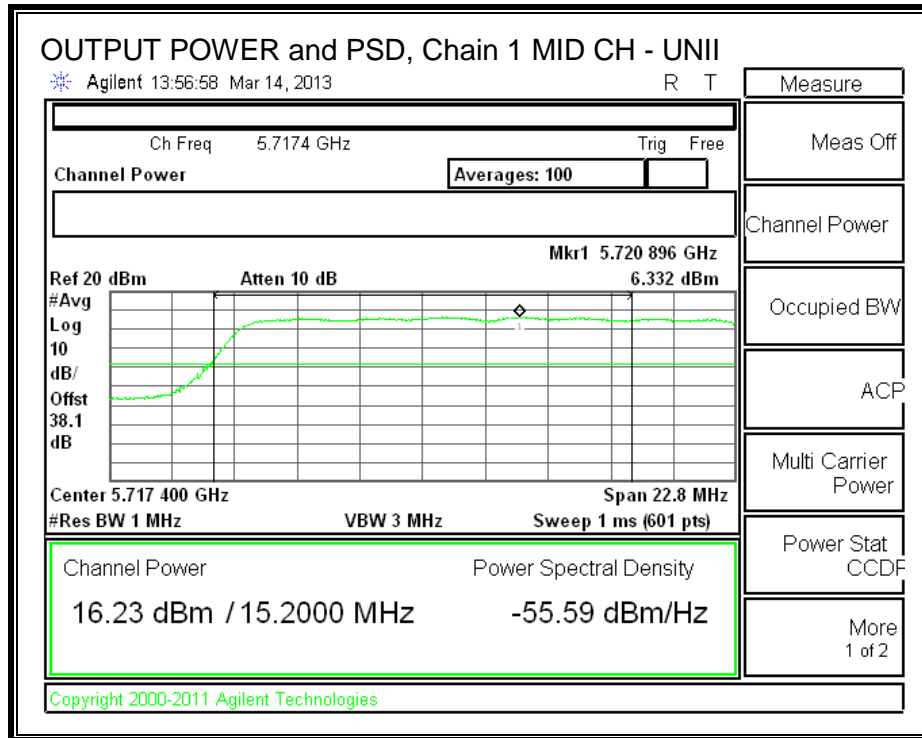 OUTPUT POWER and PSD, Chain 1 MID CH - UNII
Agilent 13:56:58 Mar 14, 2013 R T
Ch Freq 5.7174 GHz Trig Free
Channel Power Averages: 100
Mkr1 5.720 896 GHz
Ref 20 dBm Atten 10 dB 6.332 dBm
#Avg
Log
10
dB/
Offst
38.1
dB
1
Center 5.717 400 GHz Span 22.8 MHz
#Res BW 1 MHz VBW 3 MHz Sweep 1 ms (601 pts)
Channel Power Power Spectral Density
16.23 dBm / 15.2000 MHz -55.59 dBm/Hz
Measure
Meas Off
Channel Power
Occupied BW
ACP
Multi Carrier
Power
Power Stat
CCDF
More
1 of 2
Copyright 2000-2011 Agilent Technologies